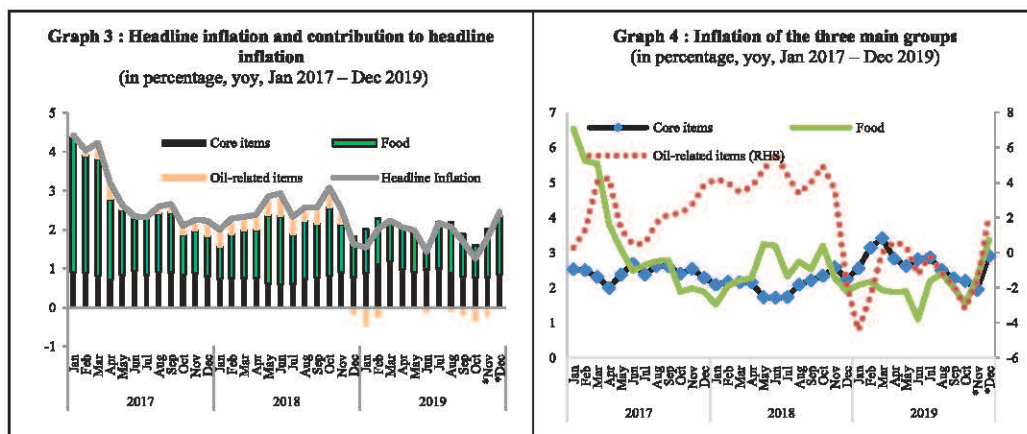 Graph 3 : Headline inflation and contribution to headline
inflation
(in percentage, yoy, Jan 2017 – Dec 2019)
5
4
3
2
1
0
-1
Core items
Food
Oil-related items
Headline Inflation
Jan Feb Mar Apr May Jun Jul Aug Sep Oct Nov Dec Jan Feb Mar Apr May Jun Jul Aug Sep Oct Nov Dec Jan Feb Mar Apr May Jun Jul Aug Sep Oct *Nov *Dec
2017 2018 2019
Graph 4 : Inflation of the three main groups
(in percentage, yoy, Jan 2017 – Dec 2019)
7
6
5
4
3
2
1
0
Core items
Food
Oil-related items (RHS)
8
6
4
2
0
-2
-4
-6
Jan Feb Mar Apr May Jun Jul Aug Sep Oct Nov Dec Jan Feb Mar Apr May Jun Jul Aug Sep Oct Nov Dec Jan Feb Mar Apr May Jun Jul Aug Sep Oct *Nov *Dec
2017 2018 2019